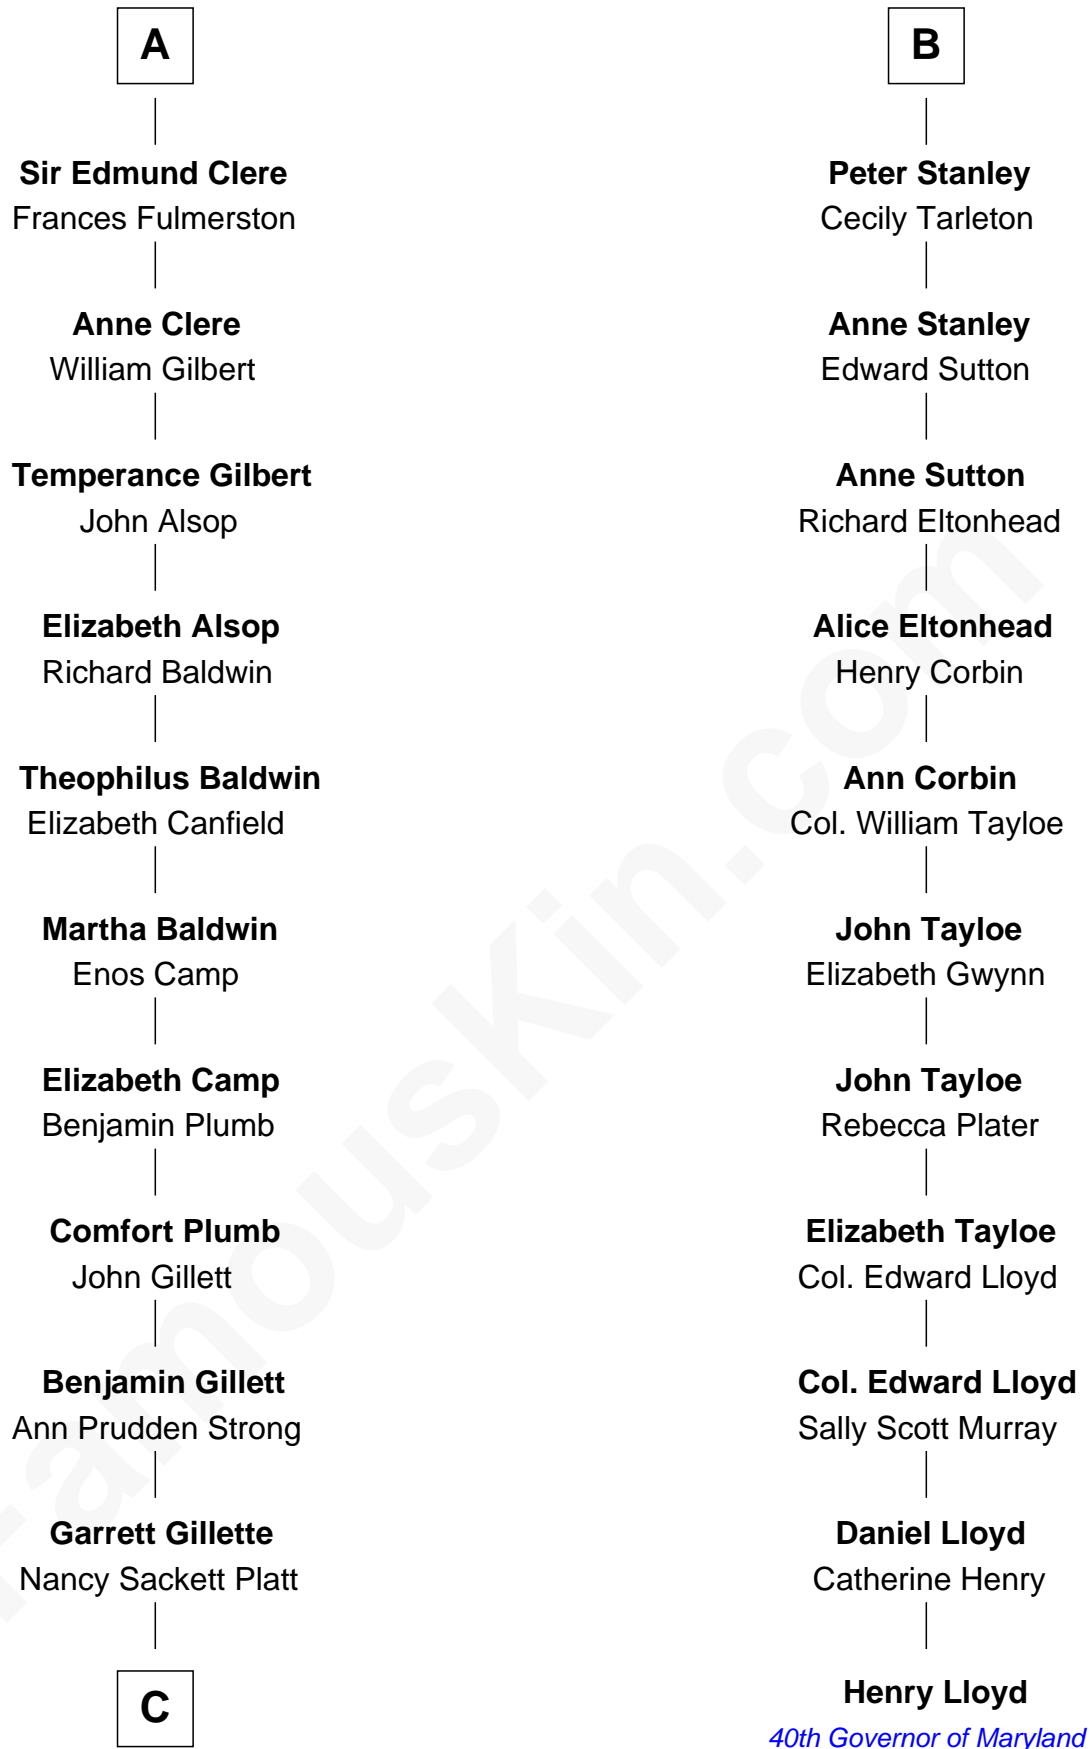 A
Sir Edmund Clere
Frances Fulmerston
Anne Clere
William Gilbert
Temperance Gilbert
John Alsop
Elizabeth Alsop
Richard Baldwin
Theophilus Baldwin
Elizabeth Canfield
Martha Baldwin
Enos Camp
Elizabeth Camp
Benjamin Plumb
Comfort Plumb
John Gillett
Benjamin Gillett
Ann Prudden Strong
Garrett Gillette
Nancy Sackett Platt
C
B
Peter Stanley
Cecily Tarleton
Anne Stanley
Edward Sutton
Anne Sutton
Richard Eltonhead
Alice Eltonhead
Henry Corbin
Ann Corbin
Col. William Tayloe
John Tayloe
Elizabeth Gwynn
John Tayloe
Rebecca Plater
Elizabeth Tayloe
Col. Edward Lloyd
Col. Edward Lloyd
Sally Scott Murray
Daniel Lloyd
Catherine Henry
Henry Lloyd
40th Governor of Maryland
FamousKin.com